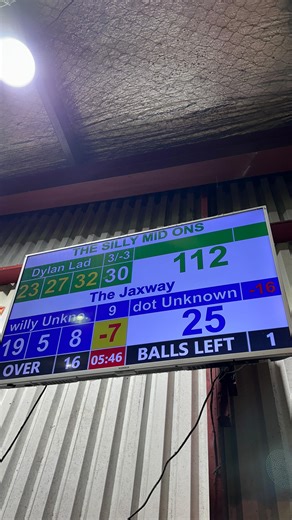 THE SILLY MID ONS
Dylan Lad 3/-3 112
23 27 32 30
The Jaxway
willy Unkno 9 dot Unknown -16
19 5 8 -7 25
OVER 16 05:46 BALLS LEFT 1